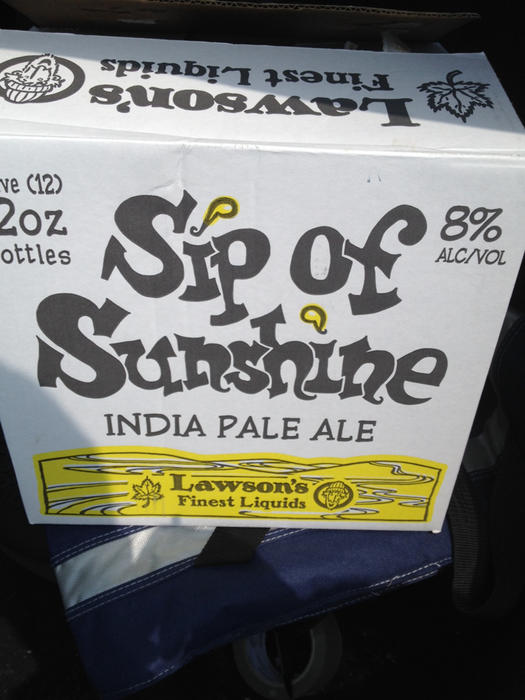 Lawson's
Finest Liquids
ve (12)
2oz
ottles
Sip of
Sunshine
8%
ALC/VOL
INDIA PALE ALE
Lawson's
Finest Liquids